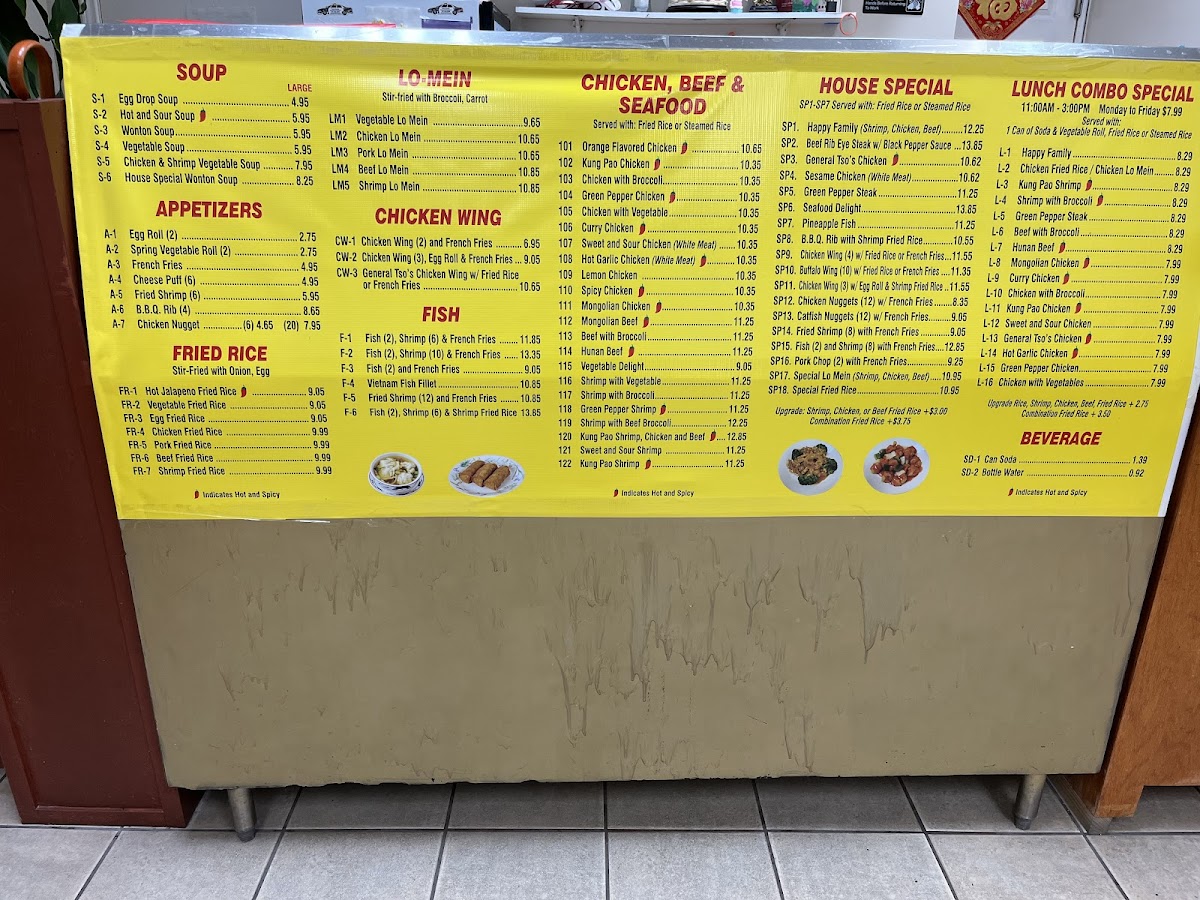 SOUP
LARGE
S-1 Egg Drop Soup 4.95
S-2 Hot and Sour Soup 5.95
S-3 Wonton Soup 5.95
S-4 Vegetable Soup 5.95
S-5 Chicken & Shrimp Vegetable Soup 7.95
S-6 House Special Wonton Soup 8.25
APPETIZERS
A-1 Egg Roll (2) 2.75
A-2 Spring Vegetable Roll (2) 2.75
A-3 French Fries 4.95
A-4 Cheese Puff (6) 4.95
A-5 Fried Shrimp (6) 5.95
A-6 B.B.Q. Rib (4) 8.65
A-7 Chicken Nugget (6) 4.65 (20) 7.95
FRIED RICE
Stir-Fried with Onion, Egg
FR-1 Hot Jalapeno Fried Rice 9.05
FR-2 Vegetable Fried Rice 9.05
FR-3 Egg Fried Rice 9.05
FR-4 Chicken Fried Rice 9.99
FR-5 Pork Fried Rice 9.99
FR-6 Beef Fried Rice 9.99
FR-7 Shrimp Fried Rice 9.99
Indicates Hot and Spicy
LO-MEIN
Stir-fried with Broccoli, Carrot
LM1 Vegetable Lo Mein 9.65
LM2 Chicken Lo Mein 10.65
LM3 Pork Lo Mein 10.65
LM4 Beef Lo Mein 10.85
LM5 Shrimp Lo Mein 10.85
CHICKEN WING
CW-1 Chicken Wing (2) and French Fries 6.95
CW-2 Chicken Wing (3), Egg Roll & French Fries 9.05
CW-3 General Tso's Chicken Wing w/ Fried Rice
or French Fries 10.65
FISH
F-1 Fish (2), Shrimp (6) & French Fries 11.85
F-2 Fish (2), Shrimp (10) & French Fries 13.35
F-3 Fish (2) and French Fries 9.05
F-4 Vietnam Fish Fillet 10.85
F-5 Fried Shrimp (12) and French Fries 10.85
F-6 Fish (2), Shrimp (6) & Shrimp Fried Rice 13.65
CHICKEN, BEEF &
SEAFOOD
Served with: Fried Rice or Steamed Rice
101 Orange Flavored Chicken 10.65
102 Kung Pao Chicken 10.35
103 Chicken with Broccoli 10.35
104 Green Pepper Chicken 10.35
105 Chicken with Vegetable 10.35
106 Curry Chicken 10.35
107 Sweet and Sour Chicken (White Meat) 10.35
108 Hot Garlic Chicken (White Meat) 10.35
109 Lemon Chicken 10.35
110 Spicy Chicken 10.35
111 Mongolian Chicken 10.35
112 Mongolian Beef 11.25
113 Beef with Broccoli 11.25
114 Hunan Beef 11.25
115 Vegetable Delight 9.05
116 Shrimp with Vegetable 11.25
117 Shrimp with Broccoli 11.25
118 Green Pepper Shrimp 11.25
119 Shrimp with Beef Broccoli 12.25
120 Kung Pao Shrimp, Chicken and Beef 12.85
121 Sweet and Sour Shrimp 11.25
122 Kung Pao Shrimp 11.25
Indicates Hot and Spicy
HOUSE SPECIAL
SP1-SP7 Served with: Fried Rice or Steamed Rice
SP1. Happy Family (Shrimp, Chicken, Beef) 12.25
SP2. Beef Rib Eye Steak w/ Black Pepper Sauce 13.85
SP3. General Tso's Chicken 10.62
SP4. Sesame Chicken (White Meat) 10.62
SP5. Green Pepper Steak 11.25
SP6. Seafood Delight 13.85
SP7. Pineapple Fish 11.25
SP8. B.B.Q. Rib with Shrimp Fried Rice 10.55
SP9. Chicken Wing (4) w/ Fried Rice or French Fries 11.55
SP10. Buffalo Wing (10) w/ Fried Rice or French Fries 11.35
SP11. Chicken Wing (3) w/ Egg Roll & Shrimp Fried Rice 11.55
SP12. Chicken Nuggets (12) w/ French Fries 8.35
SP13. Catfish Nuggets (12) w/ French Fries 9.05
SP14. Fried Shrimp (8) with French Fries 9.05
SP15. Fish (2) and Shrimp (8) with French Fries 12.85
SP16. Pork Chop (2) with French Fries 9.25
SP17. Special Lo Mein (Shrimp, Chicken, Beef) 10.95
SP18. Special Fried Rice 10.95
Upgrade: Shrimp, Chicken, or Beef Fried Rice +$3.00
Combination Fried Rice +$3.75
LUNCH COMBO SPECIAL
11:00AM - 3:00PM Monday to Friday $7.99
Served with:
1 Can of Soda & Vegetable Roll, Fried Rice or Steamed Rice
L-1 Happy Family 8.29
L-2 Chicken Fried Rice / Chicken Lo Mein 8.29
L-3 Kung Pao Shrimp 8.29
L-4 Shrimp with Broccoli 8.29
L-5 Green Pepper Steak 8.29
L-6 Beef with Broccoli 8.29
L-7 Hunan Beef 8.29
L-8 Mongolian Chicken 7.99
L-9 Curry Chicken 7.99
L-10 Chicken with Broccoli 7.99
L-11 Kung Pao Chicken 7.99
L-12 Sweet and Sour Chicken 7.99
L-13 General Tso's Chicken 7.99
L-14 Hot Garlic Chicken 7.99
L-15 Green Pepper Chicken 7.99
L-16 Chicken with Vegetables 7.99
Upgrade Rice, Shrimp, Chicken, Beef, Fried Rice + 2.75
Combination Fried Rice + 3.50
BEVERAGE
SD-1 Can Soda 1.39
SD-2 Bottle Water 0.92
Indicates Hot and Spicy